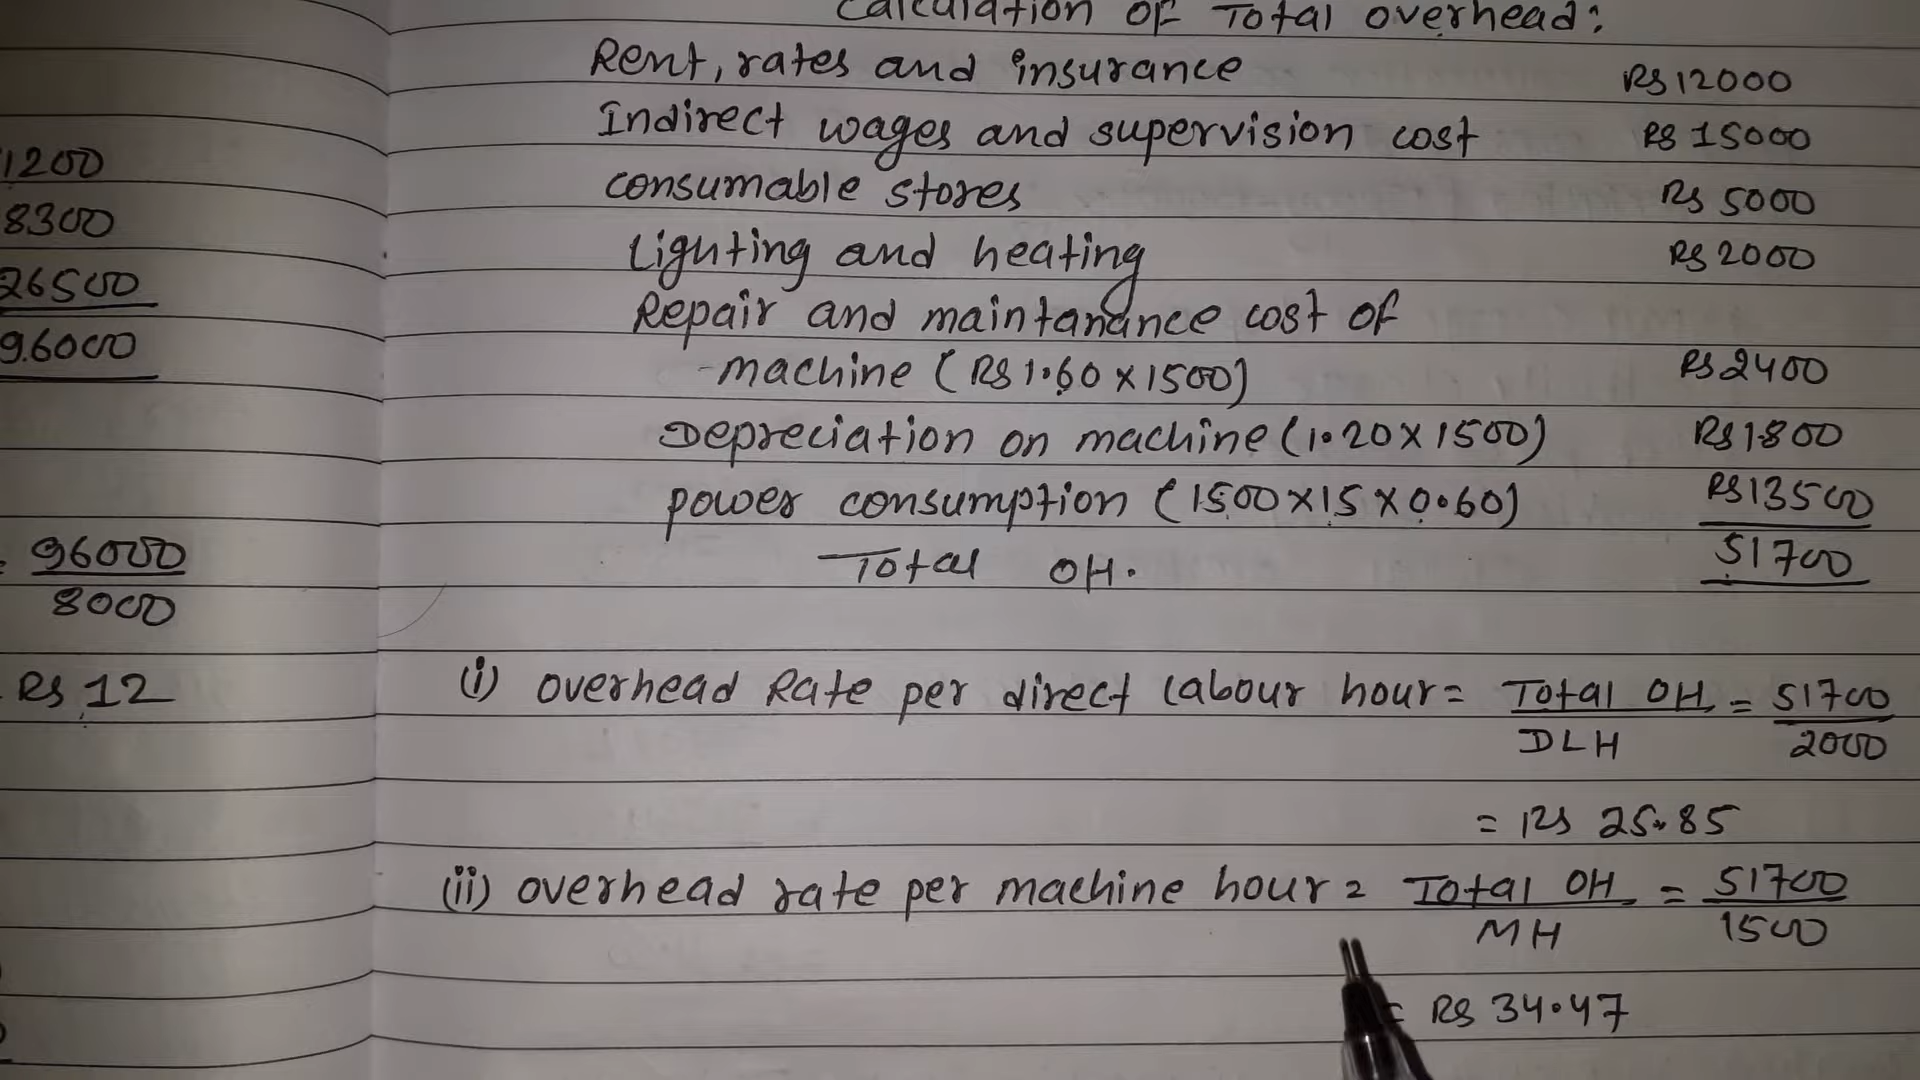 1200
8300
26500
96000
96000
8000
Rs 12
Calculation OF Total overhead:
Rent, rates and insurance Rs 12000
Indirect wages and supervision cost Rs 15000
consumable stores Rs 5000
Lighting and heating Rs 2000
Repair and maintanance cost of
machine (Rs 1.60 x 1500) Rs 2400
Depreciation on machine (1.20 x 1500) Rs 1800
power consumption (1500 x 15 x 0.60) Rs 13500
Total OH. 51700
(i) overhead Rate per direct labour hour = Total OH = 51700
DLH 2000
= Rs 25.85
(ii) overhead rate per machine hour = Total OH = 51700
MH 1500
= Rs 34.47